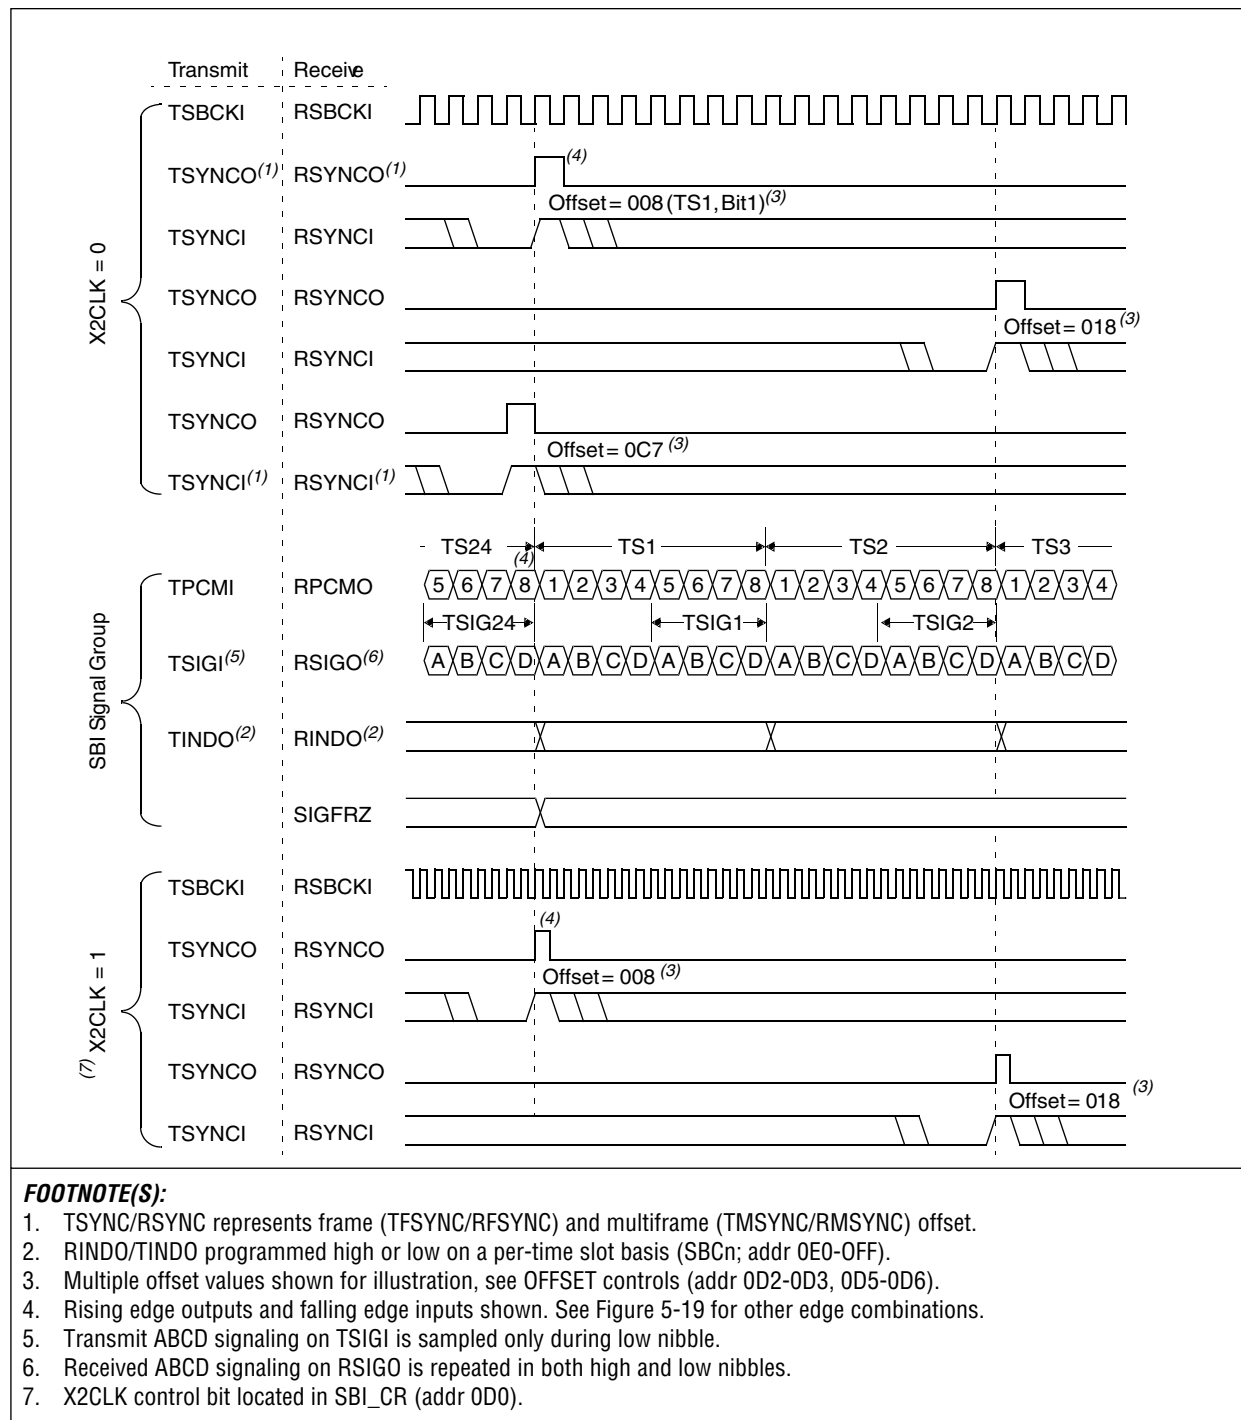 Transmit Receive
TSBCKI RSBCKI
TSYNCO(1) RSYNCO(1) (4)
Offset = 008 (TS1, Bit1)(3)
TSYNCI RSYNCI
X2CLK = 0
TSYNCO RSYNCO
Offset = 018(3)
TSYNCI RSYNCI
TSYNCO RSYNCO
Offset = 0C7 (3)
TSYNCI(1) RSYNCI(1)
TS24 TS1 TS2 TS3
(4)
TPCMI RPCMO 5 6 7 8 1 2 3 4 5 6 7 8 1 2 3 4 5 6 7 8 1 2 3 4
TSIG24 TSIG1 TSIG2
TSIGI(5) RSIGO(6) A B C D A B C D A B C D A B C D A B C D A B C D
SBI Signal Group
TINDO(2) RINDO(2)
SIGFRZ
TSBCKI RSBCKI
(4)
TSYNCO RSYNCO
Offset = 008 (3)
TSYNCI RSYNCI
(7) X2CLK = 1
TSYNCO RSYNCO
Offset = 018 (3)
TSYNCI RSYNCI
FOOTNOTE(S):
1. TSYNC/RSYNC represents frame (TFSYNC/RFSYNC) and multiframe (TMSYNC/RMSYNC) offset.
2. RINDO/TINDO programmed high or low on a per-time slot basis (SBCn; addr 0E0-OFF).
3. Multiple offset values shown for illustration, see OFFSET controls (addr 0D2-0D3, 0D5-0D6).
4. Rising edge outputs and falling edge inputs shown. See Figure 5-19 for other edge combinations.
5. Transmit ABCD signaling on TSIGI is sampled only during low nibble.
6. Received ABCD signaling on RSIGO is repeated in both high and low nibbles.
7. X2CLK control bit located in SBI_CR (addr 0D0).